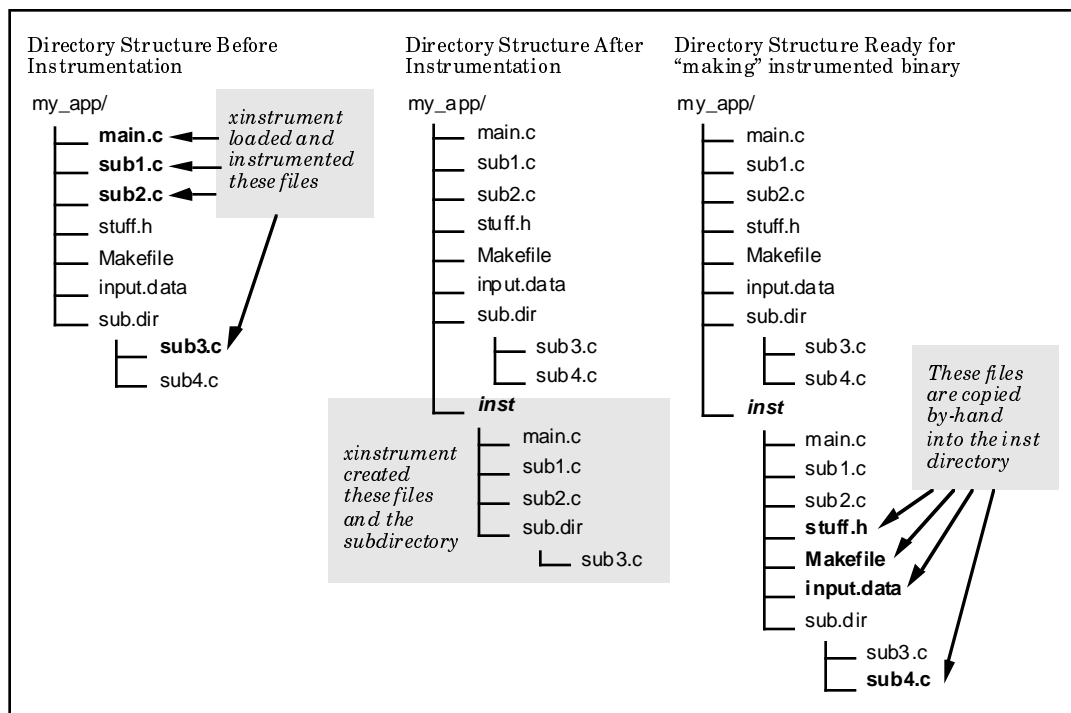 Directory Structure Before
Instrumentation
my_app/
main.c
sub1.c
sub2.c
stuff.h
Makefile
input.data
sub.dir
sub3.c
sub4.c
xinstrument
loaded and
instrumented
these files
Directory Structure After
Instrumentation
my_app/
main.c
sub1.c
sub2.c
stuff.h
Makefile
input.data
sub.dir
sub3.c
sub4.c
inst
main.c
sub1.c
sub2.c
sub.dir
sub3.c
xinstrument
created
these files
and the
subdirectory
Directory Structure Ready for
“making” instrumented binary
my_app/
main.c
sub1.c
sub2.c
stuff.h
Makefile
input.data
sub.dir
sub3.c
sub4.c
inst
main.c
sub1.c
sub2.c
stuff.h
Makefile
input.data
sub.dir
sub3.c
sub4.c
These files
are copied
by-hand
into the inst
directory